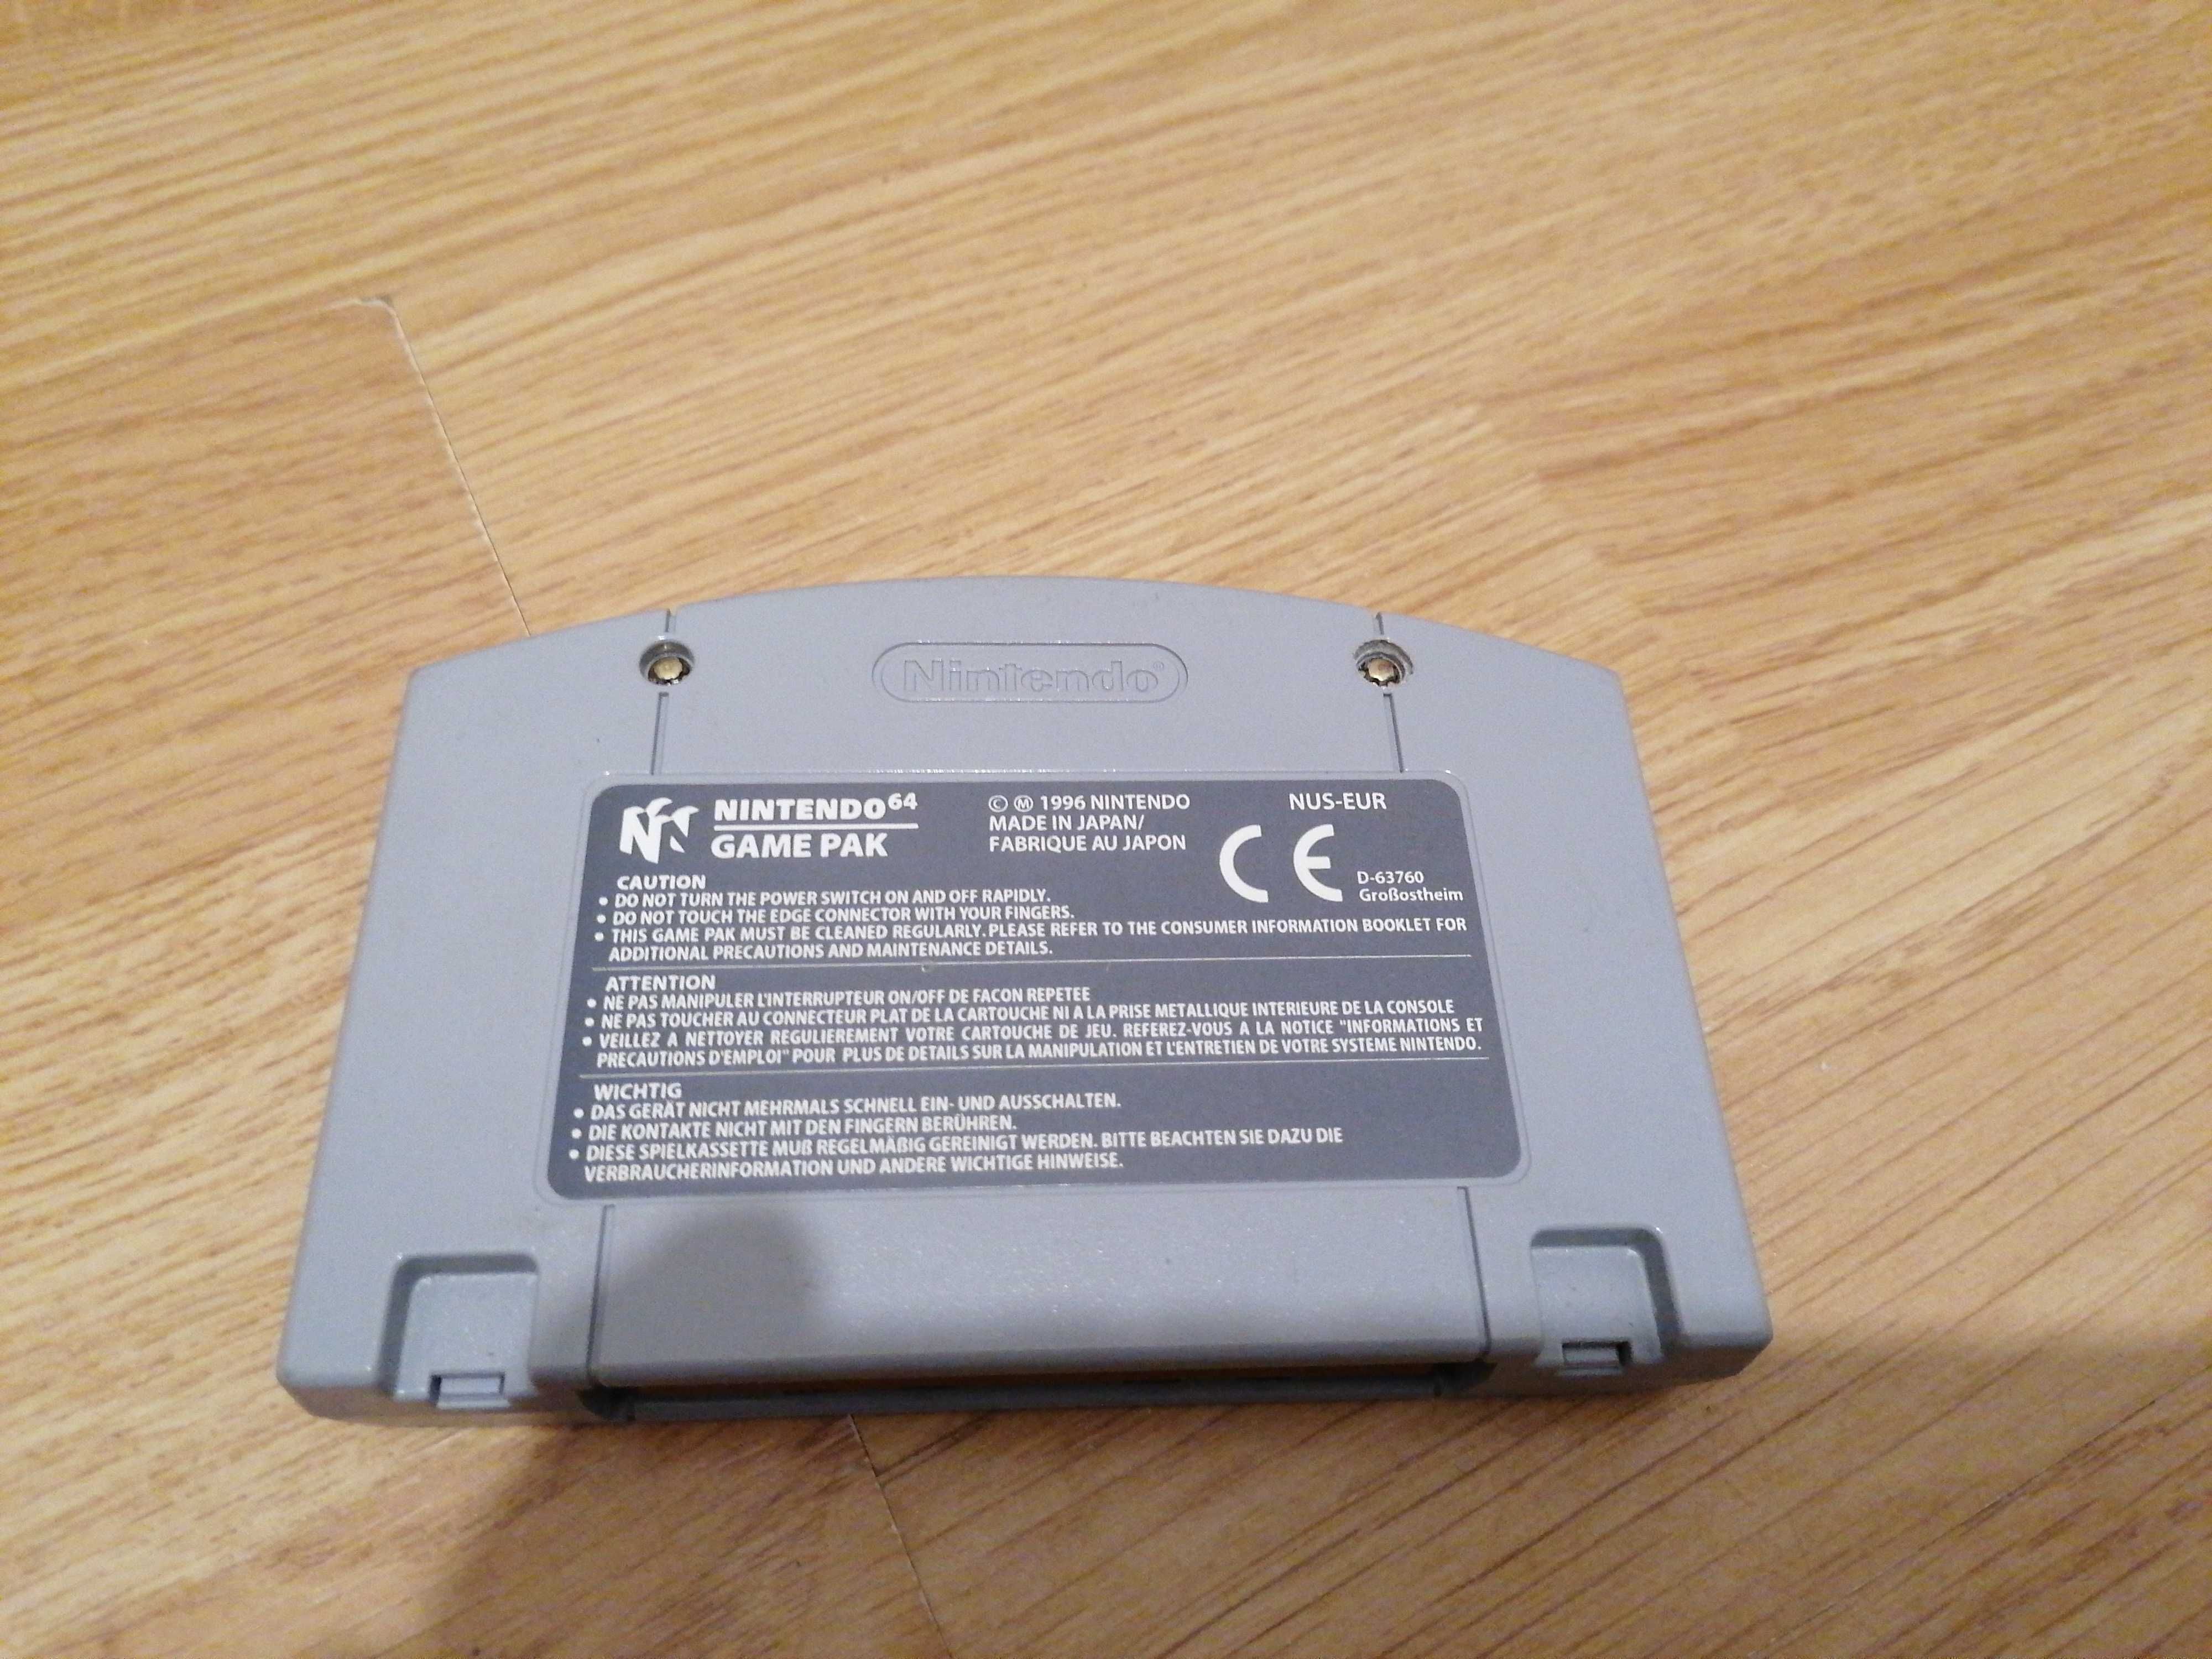 Nintendo®
NINTENDO64
GAME PAK
© Ⓜ 1996 NINTENDO
MADE IN JAPAN/
FABRIQUE AU JAPON
NUS-EUR
CE
D-63760
Großostheim
CAUTION
• DO NOT TURN THE POWER SWITCH ON AND OFF RAPIDLY.
• DO NOT TOUCH THE EDGE CONNECTOR WITH YOUR FINGERS.
• THIS GAME PAK MUST BE CLEANED REGULARLY. PLEASE REFER TO THE CONSUMER INFORMATION BOOKLET FOR
ADDITIONAL PRECAUTIONS AND MAINTENANCE DETAILS.
ATTENTION
• NE PAS MANIPULER L'INTERRUPTEUR ON/OFF DE FACON REPETEE
• NE PAS TOUCHER AU CONNECTEUR PLAT DE LA CARTOUCHE NI A LA PRISE METALLIQUE INTERIEURE DE LA CONSOLE
• VEILLEZ A NETTOYER REGULIEREMENT VOTRE CARTOUCHE DE JEU. REFEREZ-VOUS A LA NOTICE "INFORMATIONS ET
PRECAUTIONS D'EMPLOI" POUR PLUS DE DETAILS SUR LA MANIPULATION ET L'ENTRETIEN DE VOTRE SYSTEME NINTENDO.
WICHTIG
• DAS GERÄT NICHT MEHRMALS SCHNELL EIN- UND AUSSCHALTEN.
• DIE KONTAKTE NICHT MIT DEN FINGERN BERÜHREN.
• DIESE SPIELKASSETTE MUß REGELMÄßIG GEREINIGT WERDEN. BITTE BEACHTEN SIE DAZU DIE
VERBRAUCHERINFORMATION UND ANDERE WICHTIGE HINWEISE.